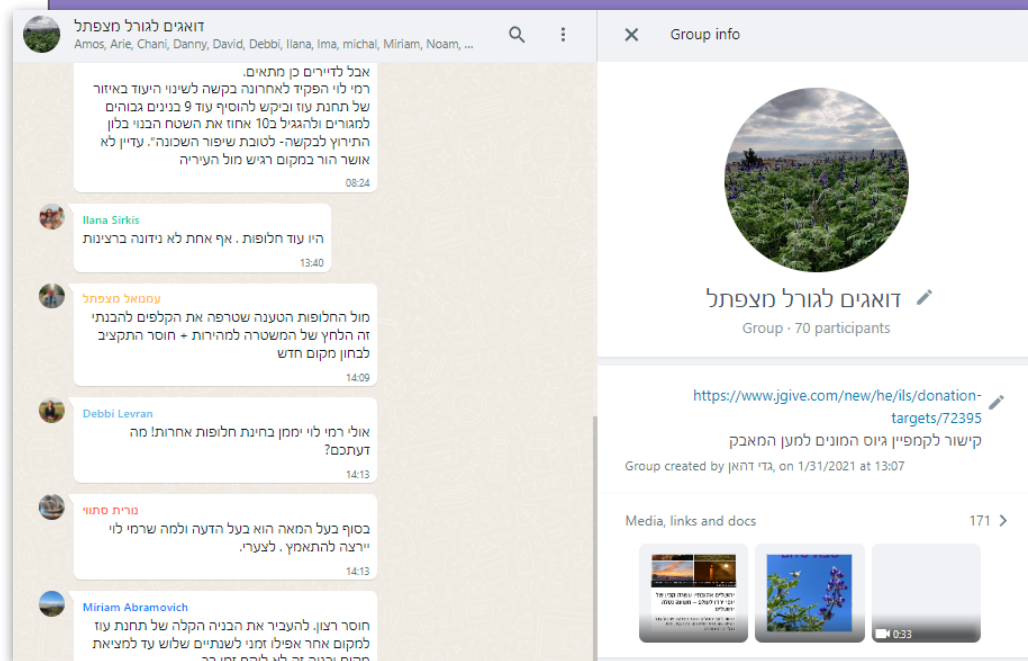 דואגים לגורל מצפתל
Amos, Arie, Chani, Danny, David, Debbi, Ilana, Ima, michal, Miriam, Noam, ...
אבל לדיירים כן מתאים.
רמי לוי הפקיד לאחרונה בקשה לשינוי היעוד באיזור
של תחנת עוז וביקש להוסיף עוד 9 בנינים גבוהים
למגורים ולהגגיל ב10 אחוז את השטח הבנוי בלון
התירוץ לבקשה- לטובת שיפור השכונה". עדיין לא
אושר הור במקום רגיש מול העיריה
08:24
Ilana Sirkis
היו עוד חלופות . אף אחת לא נידונה ברצינות
13:40
עמנואל מצפתל
מול החלופות הטענה שטרפה את הקלפים להבנתי
זה הלחץ של המשטרה למהירות + חוסר התקציב
לבחון מקום חדש
14:09
Debbi Levran
אולי רמי לוי יממן בחינת חלופות אחרות! מה
דעתכם?
14:13
נורית סתווי
בסוף בעל המאה הוא בעל הדעה ולמה שרמי לוי
יירצה להתאמץ . לצערי.
14:13
Miriam Abramovich
חוסר רצון. להעביר את הבניה הקלה של תחנת עוז
למקום אחר אפילו זמני לשנתיים שלוש עד למציאת
Group info
דואגים לגורל מצפתל
Group · 70 participants
https://www.jgive.com/new/he/ils/donation-
targets/72395
קישור לקמפיין גיוס המונים למען המאבק
Group created by גדי דהאן, on 1/31/2021 at 13:07
Media, links and docs
171
0:33